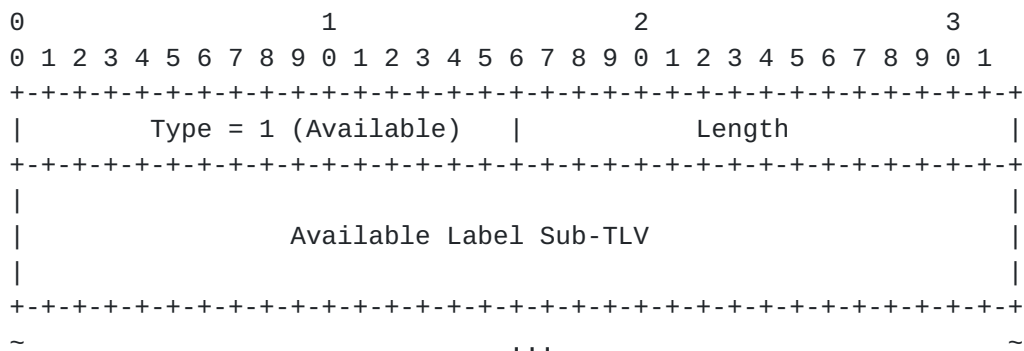 0                   1                   2                   3
0 1 2 3 4 5 6 7 8 9 0 1 2 3 4 5 6 7 8 9 0 1 2 3 4 5 6 7 8 9 0 1
+-+-+-+-+-+-+-+-+-+-+-+-+-+-+-+-+-+-+-+-+-+-+-+-+-+-+-+-+-+-+-+-+
|        Type = 1 (Available)   |           Length              |
+-+-+-+-+-+-+-+-+-+-+-+-+-+-+-+-+-+-+-+-+-+-+-+-+-+-+-+-+-+-+-+-+
|                                                               |
|                 Available Label Sub-TLV                       |
|                                                               |
+-+-+-+-+-+-+-+-+-+-+-+-+-+-+-+-+-+-+-+-+-+-+-+-+-+-+-+-+-+-+-+-+
~                               ...                             ~